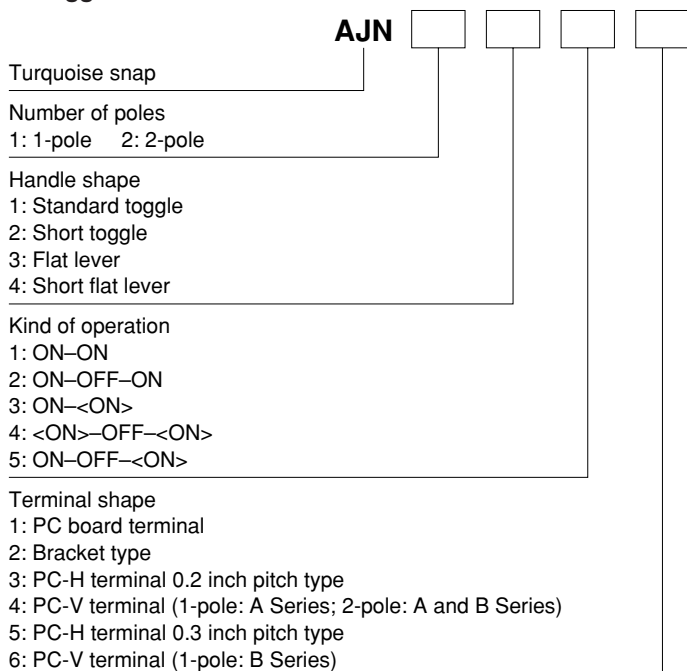 AJN
Turquoise snap
Number of poles
1: 1-pole 2: 2-pole
Handle shape
1: Standard toggle
2: Short toggle
3: Flat lever
4: Short flat lever
Kind of operation
1: ON–ON
2: ON–OFF–ON
3: ON–<ON>
4: <ON>–OFF–<ON>
5: ON–OFF–<ON>
Terminal shape
1: PC board terminal
2: Bracket type
3: PC-H terminal 0.2 inch pitch type
4: PC-V terminal (1-pole: A Series; 2-pole: A and B Series)
5: PC-H terminal 0.3 inch pitch type
6: PC-V terminal (1-pole: B Series)